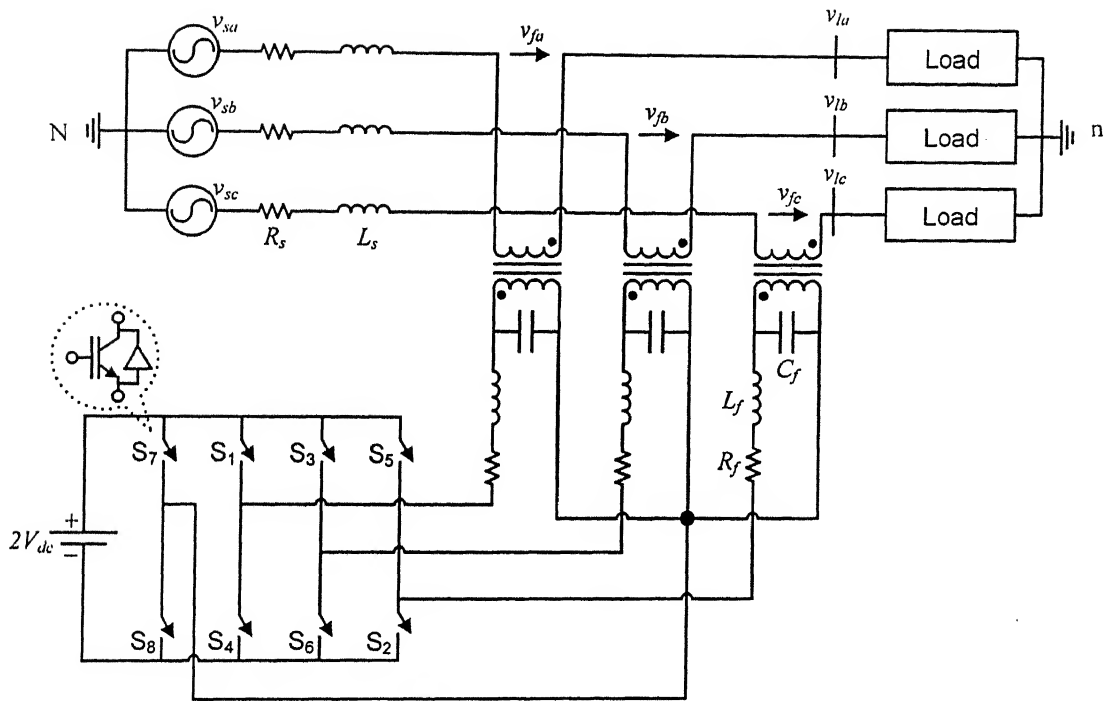 v_sa
v_fa
v_la
Load
v_sb
v_fb
v_lb
N
Load
n
v_sc
v_fc
v_lc
Load
R_s
L_s
C_f
L_f
R_f
S_7
S_1
S_3
S_5
+
2V_dc
−
S_8
S_4
S_6
S_2